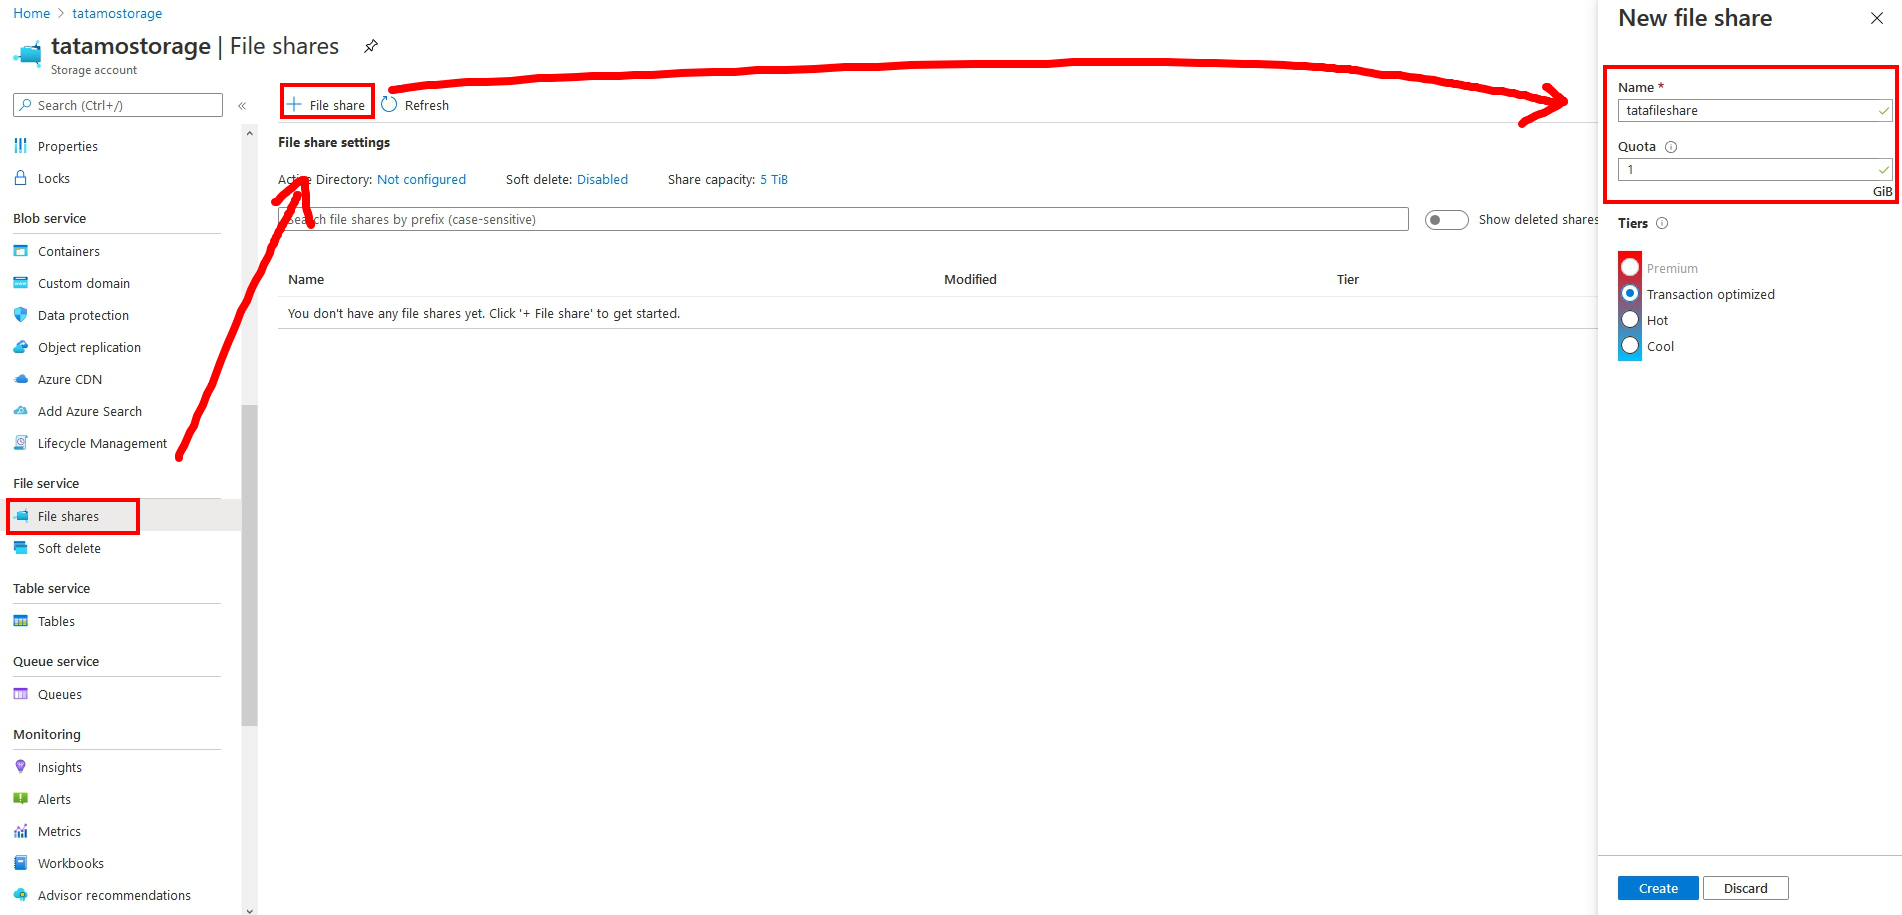 Home > tatamostorage
tatamostorage | File shares
Storage account
Search (Ctrl+/)
«
Properties
Locks
Blob service
Containers
Custom domain
Data protection
Object replication
Azure CDN
Add Azure Search
Lifecycle Management
File service
File shares
Soft delete
Table service
Tables
Queue service
Queues
Monitoring
Insights
Alerts
Metrics
Workbooks
Advisor recommendations
+ File share Refresh
File share settings
Active Directory: Not configured Soft delete: Disabled Share capacity: 5 TiB
Search file shares by prefix (case-sensitive)
Show deleted shares
Name Modified Tier
You don't have any file shares yet. Click '+ File share' to get started.
New file share
Name *
tatafileshare
Quota
1
GiB
Tiers
Premium
Transaction optimized
Hot
Cool
Create Discard